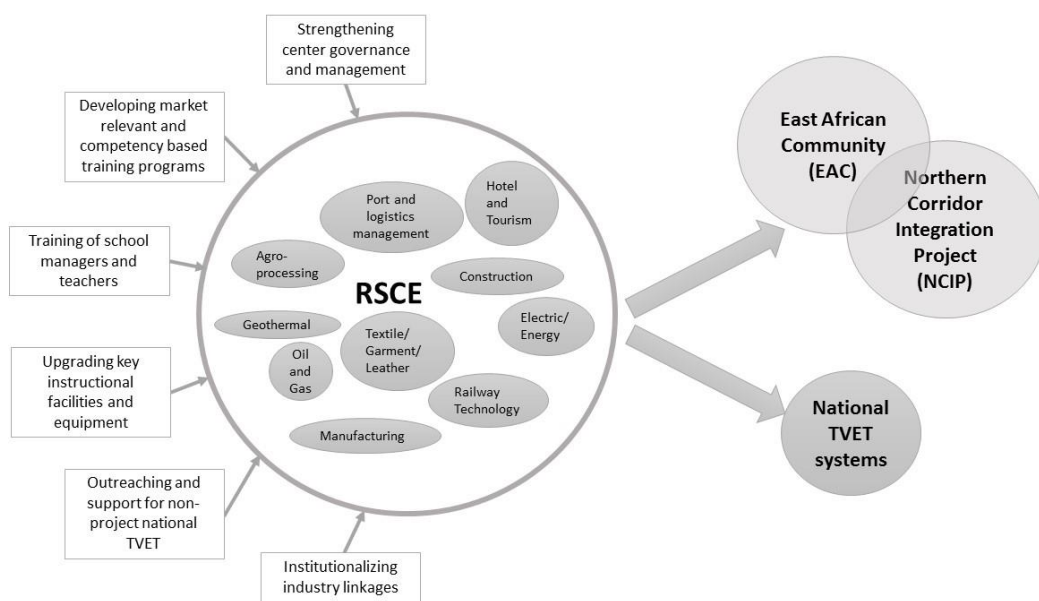 Strengthening
center governance
and management
Developing market
relevant and
competency based
training programs
Training of school
managers and
teachers
Upgrading key
instructional
facilities and
equipment
Outreaching and
support for non-
project national
TVET
Institutionalizing
industry linkages
Port and
logistics
management
Hotel
and
Tourism
Agro-
processing
Construction
RSCE
Geothermal
Textile/
Garment/
Leather
Electric/
Energy
Oil
and
Gas
Railway
Technology
Manufacturing
East African
Community
(EAC)
Northern
Corridor
Integration
Project
(NCIP)
National
TVET
systems